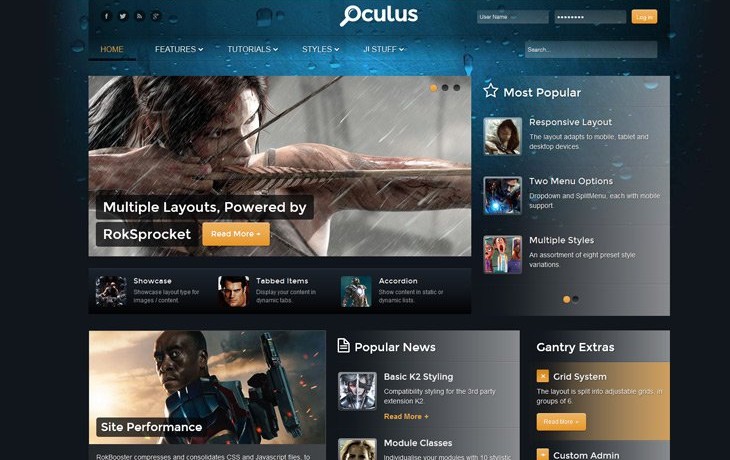 Oculus
User Name
Log in
HOME
FEATURES
TUTORIALS
STYLES
JI STUFF
Search...
Multiple Layouts, Powered by
RokSprocket
Read More +
Most Popular
Responsive Layout
The layout adapts to mobile, tablet and
desktop devices.
Two Menu Options
Dropdown and SplitMenu, each with mobile
support.
Multiple Styles
An assortment of eight preset style
variations.
Showcase
Showcase layout type for
images / content.
Tabbed Items
Display your content in
dynamic tabs.
Accordion
Show content in static or
dynamic lists.
Site Performance
RokBooster compresses and consolidates CSS and Javascript files, to
Popular News
Basic K2 Styling
Compatibility styling for the 3rd party
extension K2.
Read More +
Module Classes
Individualise your modules with 10 stylistic
Gantry Extras
Grid System
The layout is split into adjustable grids, in
groups of 6.
Read More +
Custom Admin